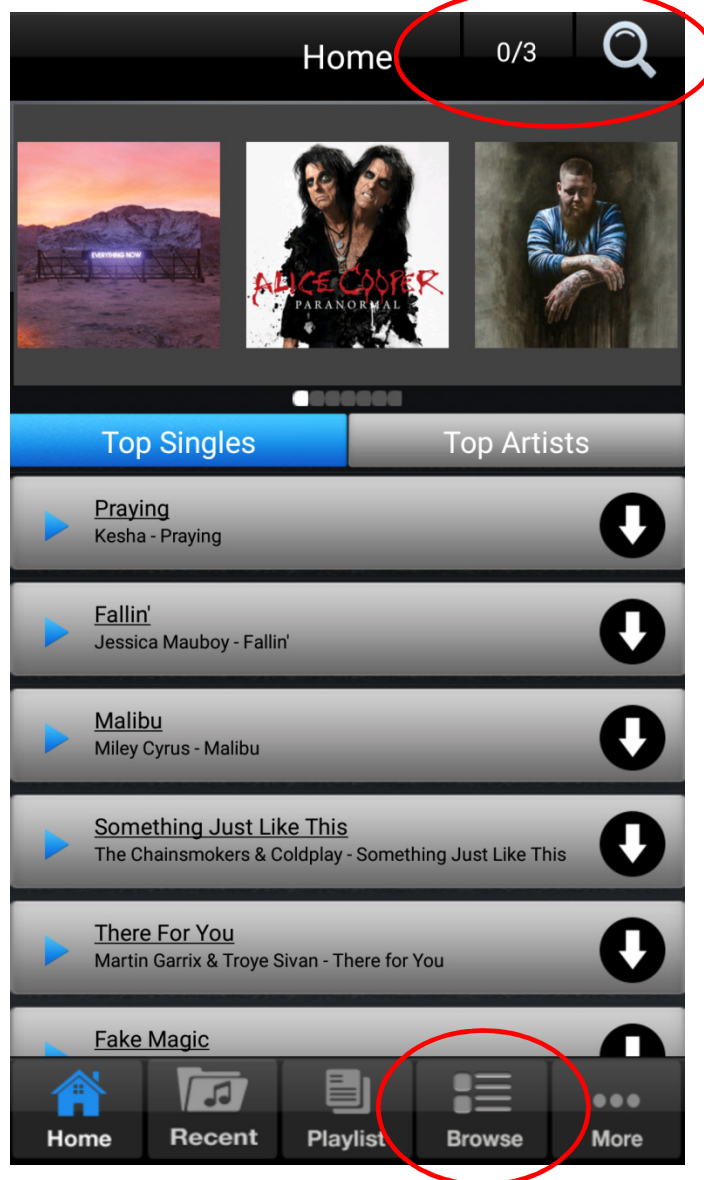 Home
0/3
EVERYTHING NOW
ALICE COOPER
PARANORMAL
Top Singles
Top Artists
Praying
Kesha - Praying
Fallin'
Jessica Mauboy - Fallin'
Malibu
Miley Cyrus - Malibu
Something Just Like This
The Chainsmokers & Coldplay - Something Just Like This
There For You
Martin Garrix & Troye Sivan - There for You
Fake Magic
Home
Recent
Playlist
Browse
More